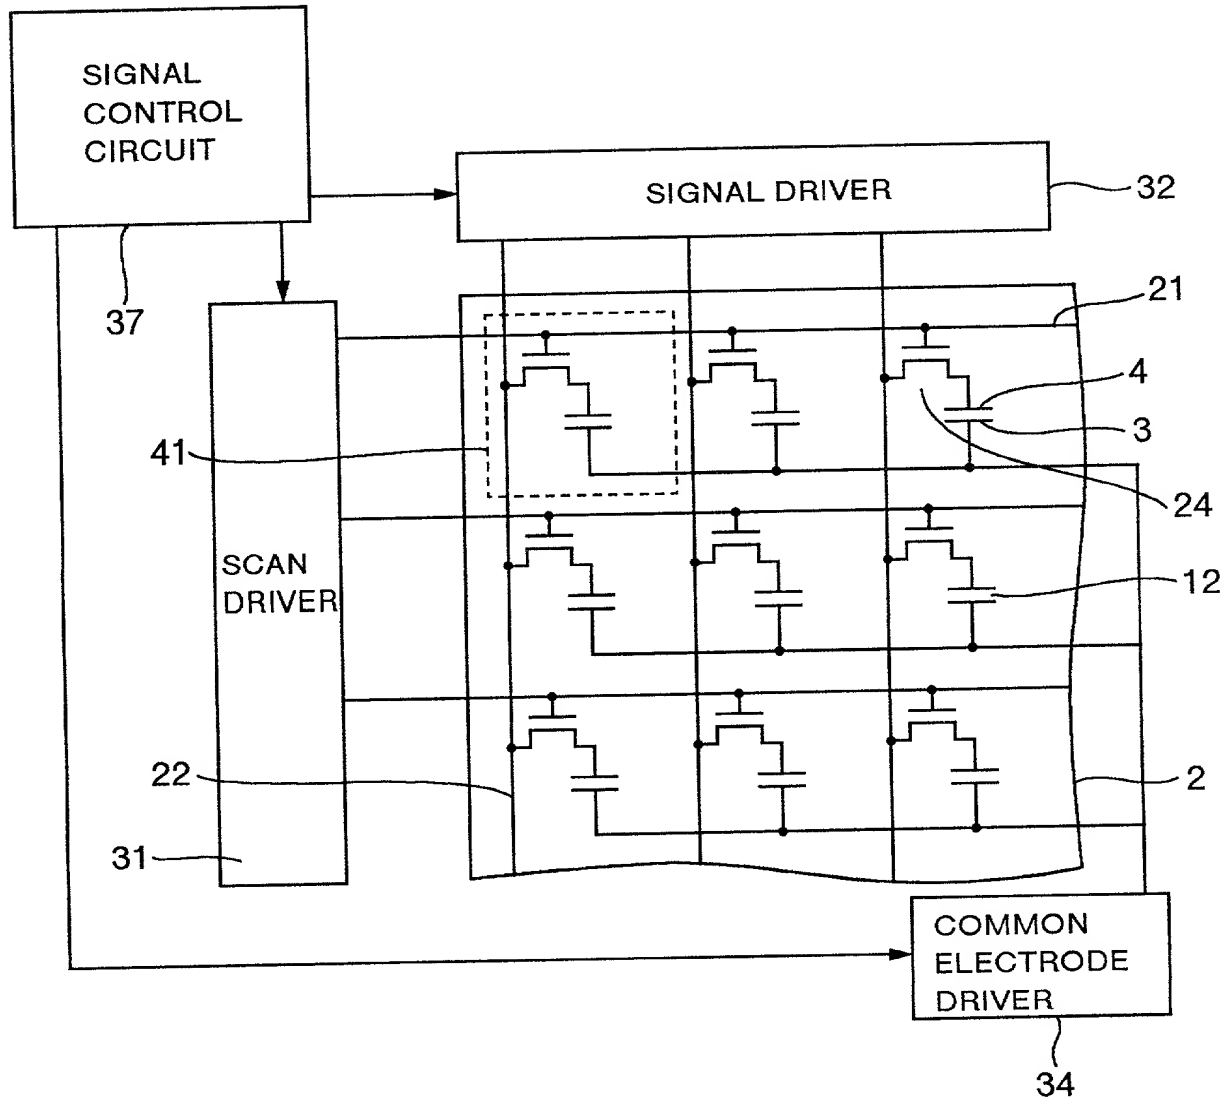 SIGNAL
CONTROL
CIRCUIT
SIGNAL DRIVER
32
37
21
4
3
41
24
SCAN
DRIVER
12
22
2
31
COMMON
ELECTRODE
DRIVER
34